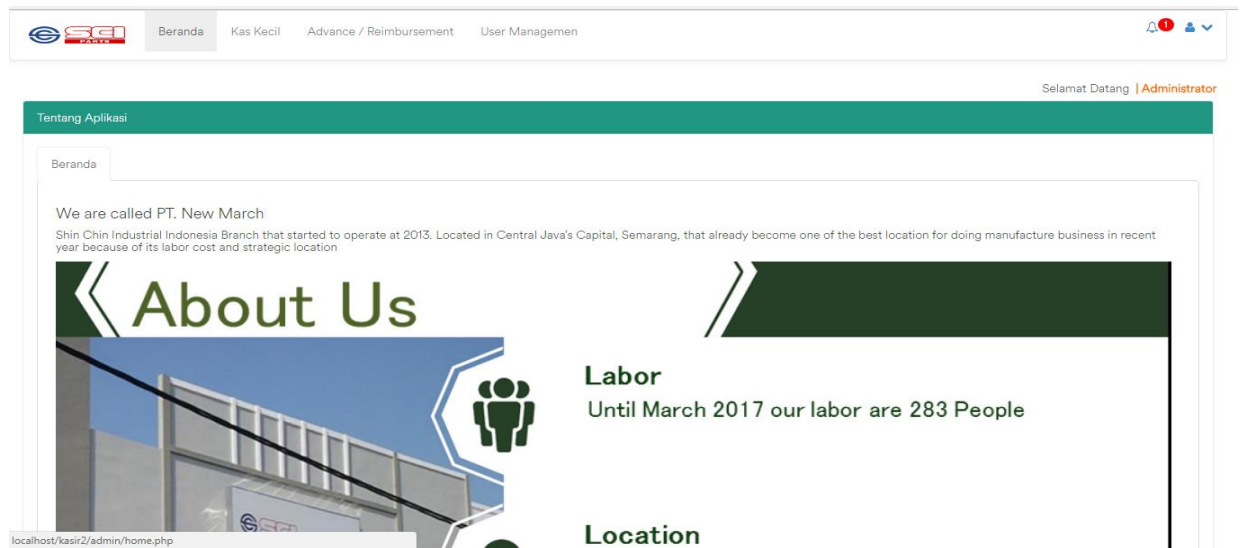 SEI
PARTS
Beranda Kas Kecil Advance / Reimbursement User Managemen
1
Selamat Datang | Administrator
Tentang Aplikasi
Beranda
We are called PT. New March
Shin Chin Industrial Indonesia Branch that started to operate at 2013. Located in Central Java's Capital, Semarang, that already become one of the best location for doing manufacture business in recent
year because of its labor cost and strategic location
About Us
Labor
Until March 2017 our labor are 283 People
SEI
Location
localhost/kasir2/admin/home.php